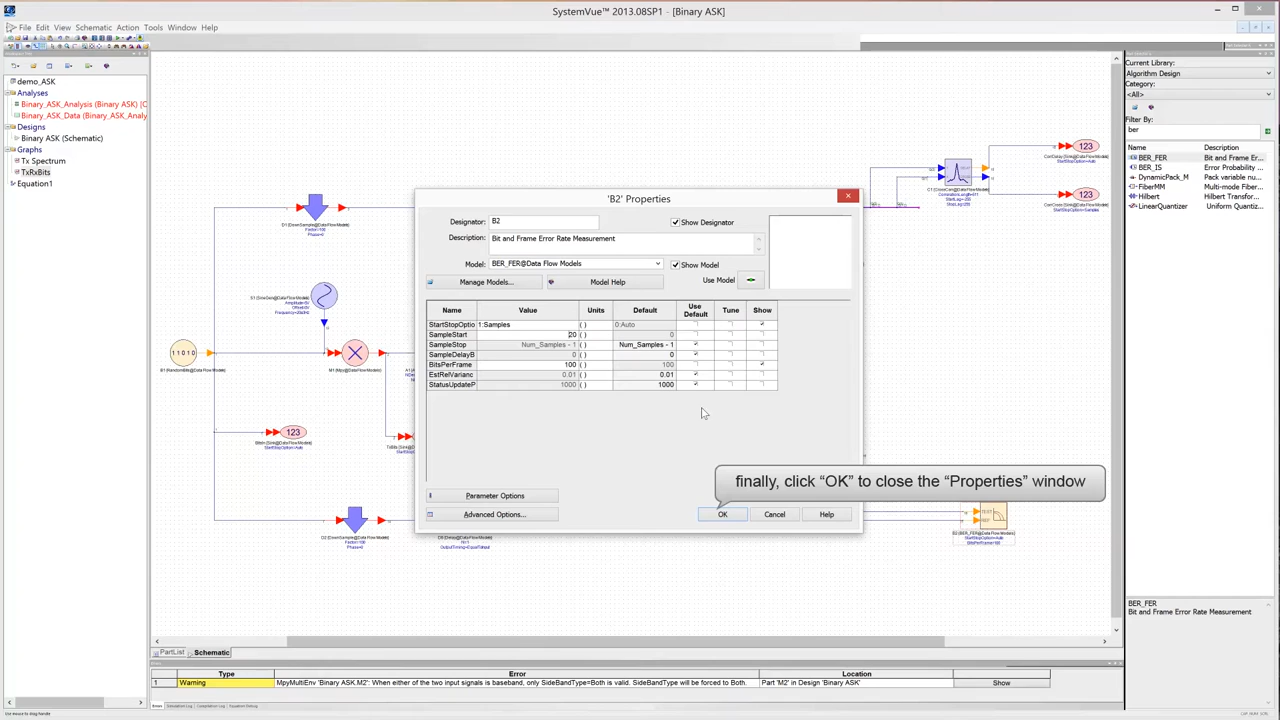 SystemVue™ 2013.08SP1 - [Binary ASK]
File Edit View Schematic Action Tools Window Help
demo_ASK
Analyses
Binary_ASK_Analysis (Binary ASK) [C
Binary_ASK_Data (Binary_ASK_Analy
Designs
Binary ASK (Schematic)
Graphs
Tx Spectrum
TxRxBits
Equation1
'B2' Properties
Designator: B2
Show Designator
Description: Bit and Frame Error Rate Measurement
Model: BER_FER@Data Flow Models
Show Model
Manage Models...
Model Help
Use Model
Name Value Units Default Use Default Tune Show
StartStopOptio 1:Samples ( ) 0:Auto
SampleStart 20 ( ) 0
SampleStop Num_Samples - 1 ( ) Num_Samples - 1
SampleDelayB 0 ( ) 0
BitsPerFrame 100 ( ) 100
EstRelVarianc 0.01 ( ) 0.01
StatusUpdateP 1000 ( ) 1000
finally, click “OK” to close the “Properties” window
Parameter Options
Advanced Options...
OK
Cancel
Help
11010
123
123
123
Current Library:
Algorithm Design
Category:
<All>
Filter By:
ber
Name Description
BER_FER Bit and Frame Er...
BER_IS Error Probability ...
DynamicPack_M Pack variable nu...
FiberMM Multi-mode Fiber...
Hilbert Hilbert Transfor...
LinearQuantizer Uniform Quantiz...
BER_FER
Bit and Frame Error Rate Measurement
PartList
Schematic
Type Error Location
1 Warning MpyMultiEnv 'Binary ASK.M2': When either of the two input signals is baseband, only SideBandType=Both is valid. SideBandType will be forced to Both. Part 'M2' in Design 'Binary ASK' Show
Errors Simulation Log Compilation Log Equation Debug